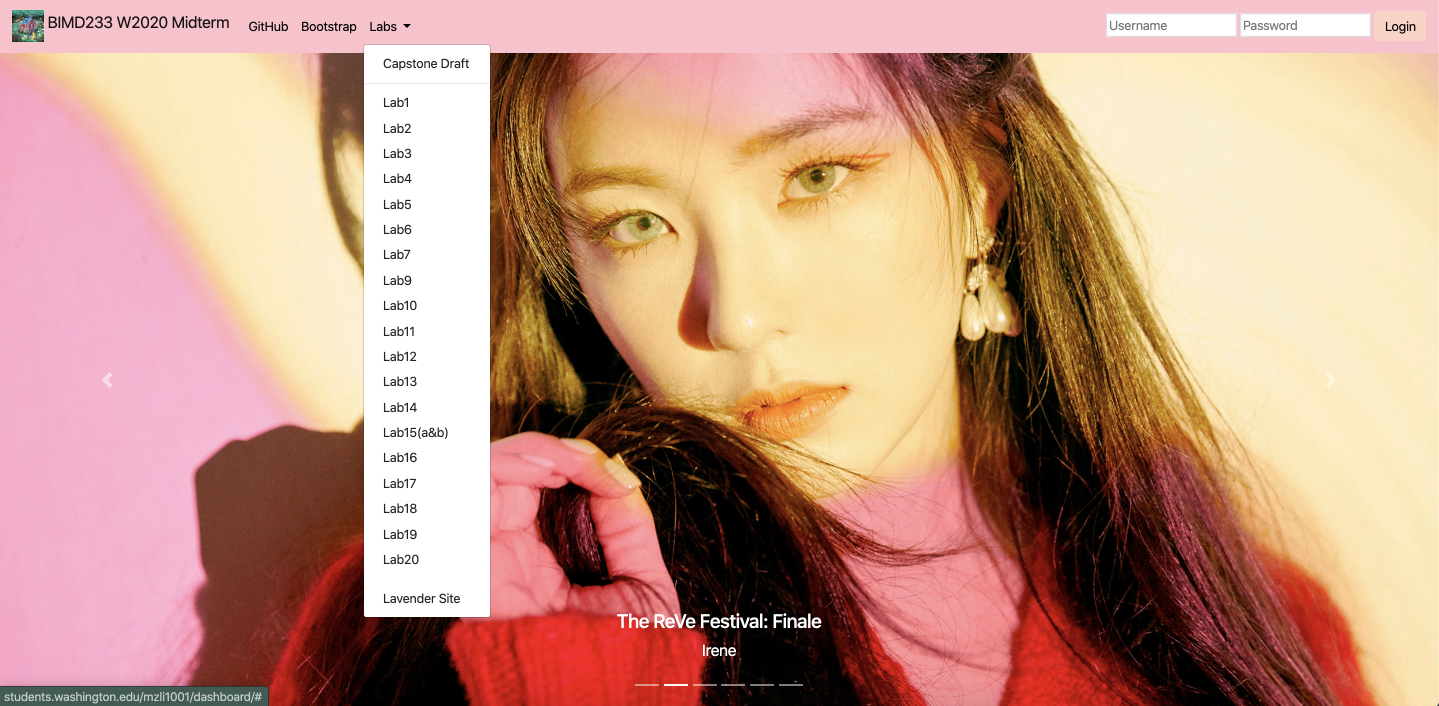 BIMD233 W2020 Midterm GitHub Bootstrap Labs Username Password Login
Capstone Draft
Lab1
Lab2
Lab3
Lab4
Lab5
Lab6
Lab7
Lab9
Lab10
Lab11
Lab12
Lab13
Lab14
Lab15(a&b)
Lab16
Lab17
Lab18
Lab19
Lab20
Lavender Site
The ReVe Festival: Finale
Irene
students.washington.edu/mzli1001/dashboard/#